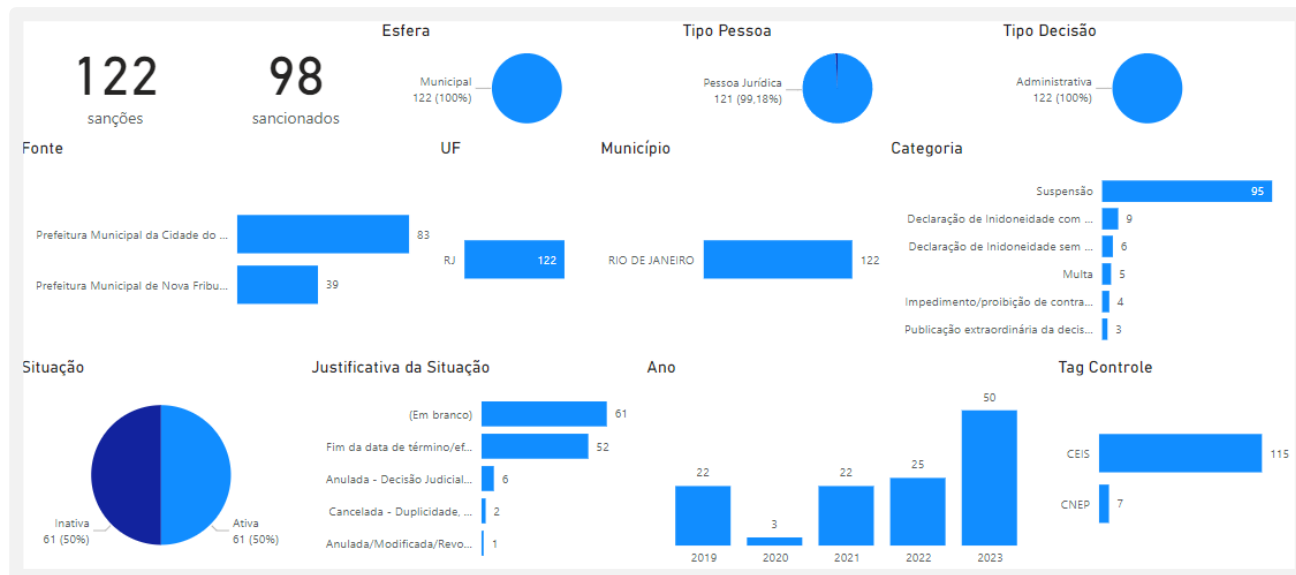 Esfera
Tipo Pessoa
Tipo Decisão
122
sanções
98
sancionados
Municipal
122 (100%)
Pessoa Jurídica
121 (99,18%)
Administrativa
122 (100%)
Fonte
Prefeitura Municipal da Cidade do ...
83
Prefeitura Municipal de Nova Fribu...
39
UF
RJ
122
Município
RIO DE JANEIRO
122
Categoria
Suspensão
95
Declaração de Inidoneidade com ...
9
Declaração de Inidoneidade sem ...
6
Multa
5
Impedimento/proibição de contra...
4
Publicação extraordinária da decis...
3
Situação
Inativa
61 (50%)
Ativa
61 (50%)
Justificativa da Situação
(Em branco)
61
Fim da data de término/ef...
52
Anulada - Decisão Judicial...
6
Cancelada - Duplicidade, ...
2
Anulada/Modificada/Revo...
1
Ano
22
3
22
25
50
2019
2020
2021
2022
2023
Tag Controle
CEIS
115
CNEP
7